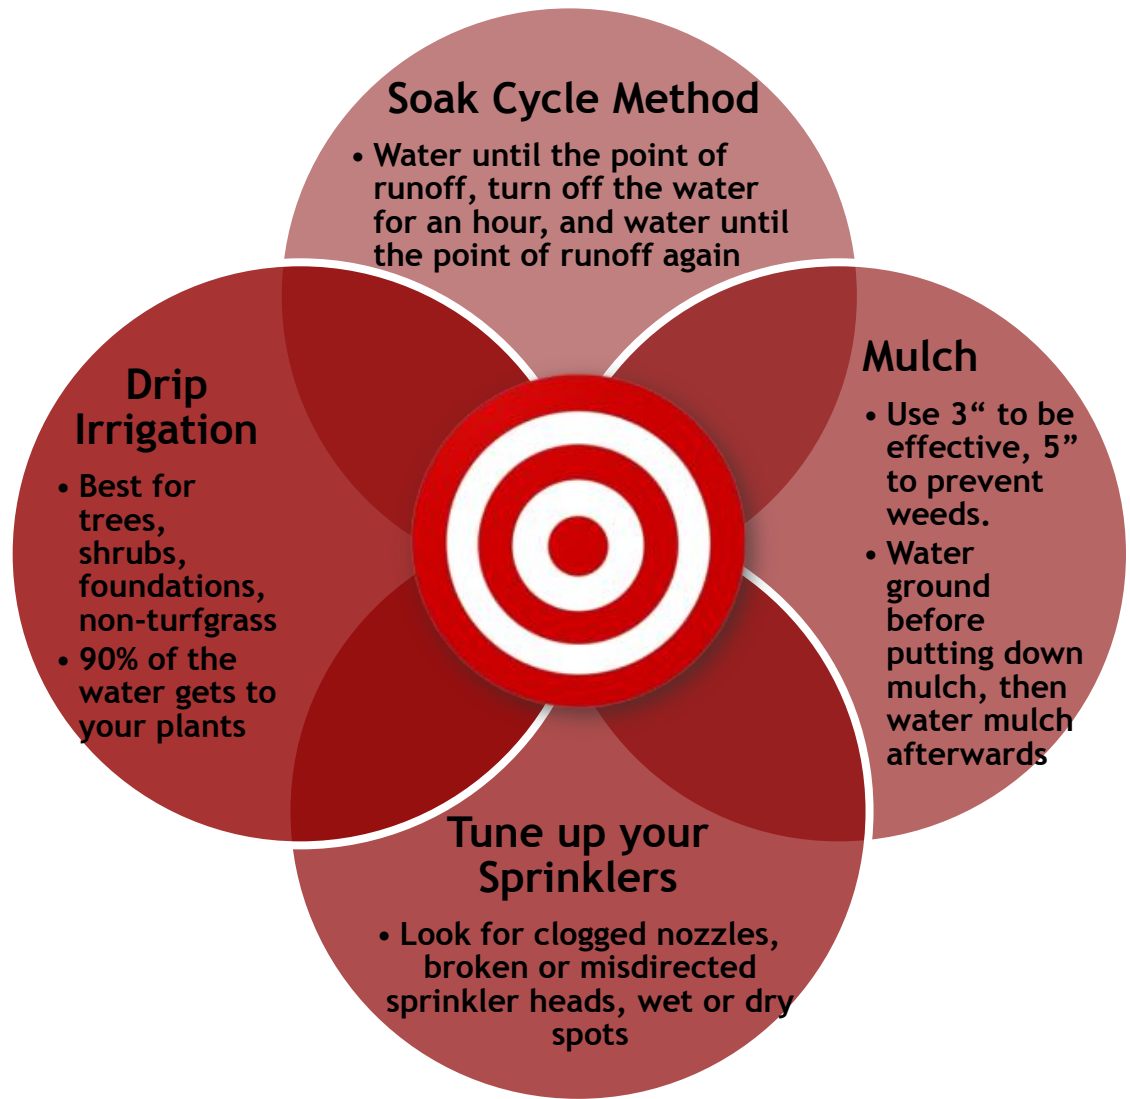 Soak Cycle Method
• Water until the point of
runoff, turn off the water
for an hour, and water until
the point of runoff again
Drip
Irrigation
• Best for
trees,
shrubs,
foundations,
non-turfgrass
• 90% of the
water gets to
your plants
Mulch
• Use 3“ to be
effective, 5”
to prevent
weeds.
• Water
ground
before
putting down
mulch, then
water mulch
afterwards
Tune up your
Sprinklers
• Look for clogged nozzles,
broken or misdirected
sprinkler heads, wet or dry
spots